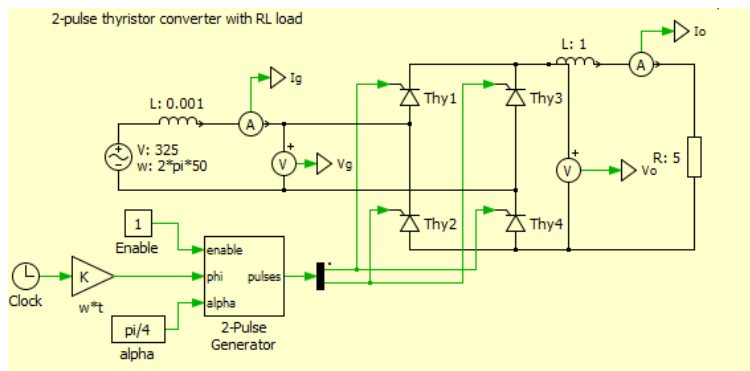 2-pulse thyristor converter with RL load
Io
L: 1
A
Ig
Thy1
Thy3
L: 0.001
A
V: 325
w: 2*pi*50
V
Vg
V
Vo
R: 5
Thy2
Thy4
1
Enable
enable
K
phi
pulses
Clock
w*t
alpha
pi/4
alpha
2-Pulse
Generator